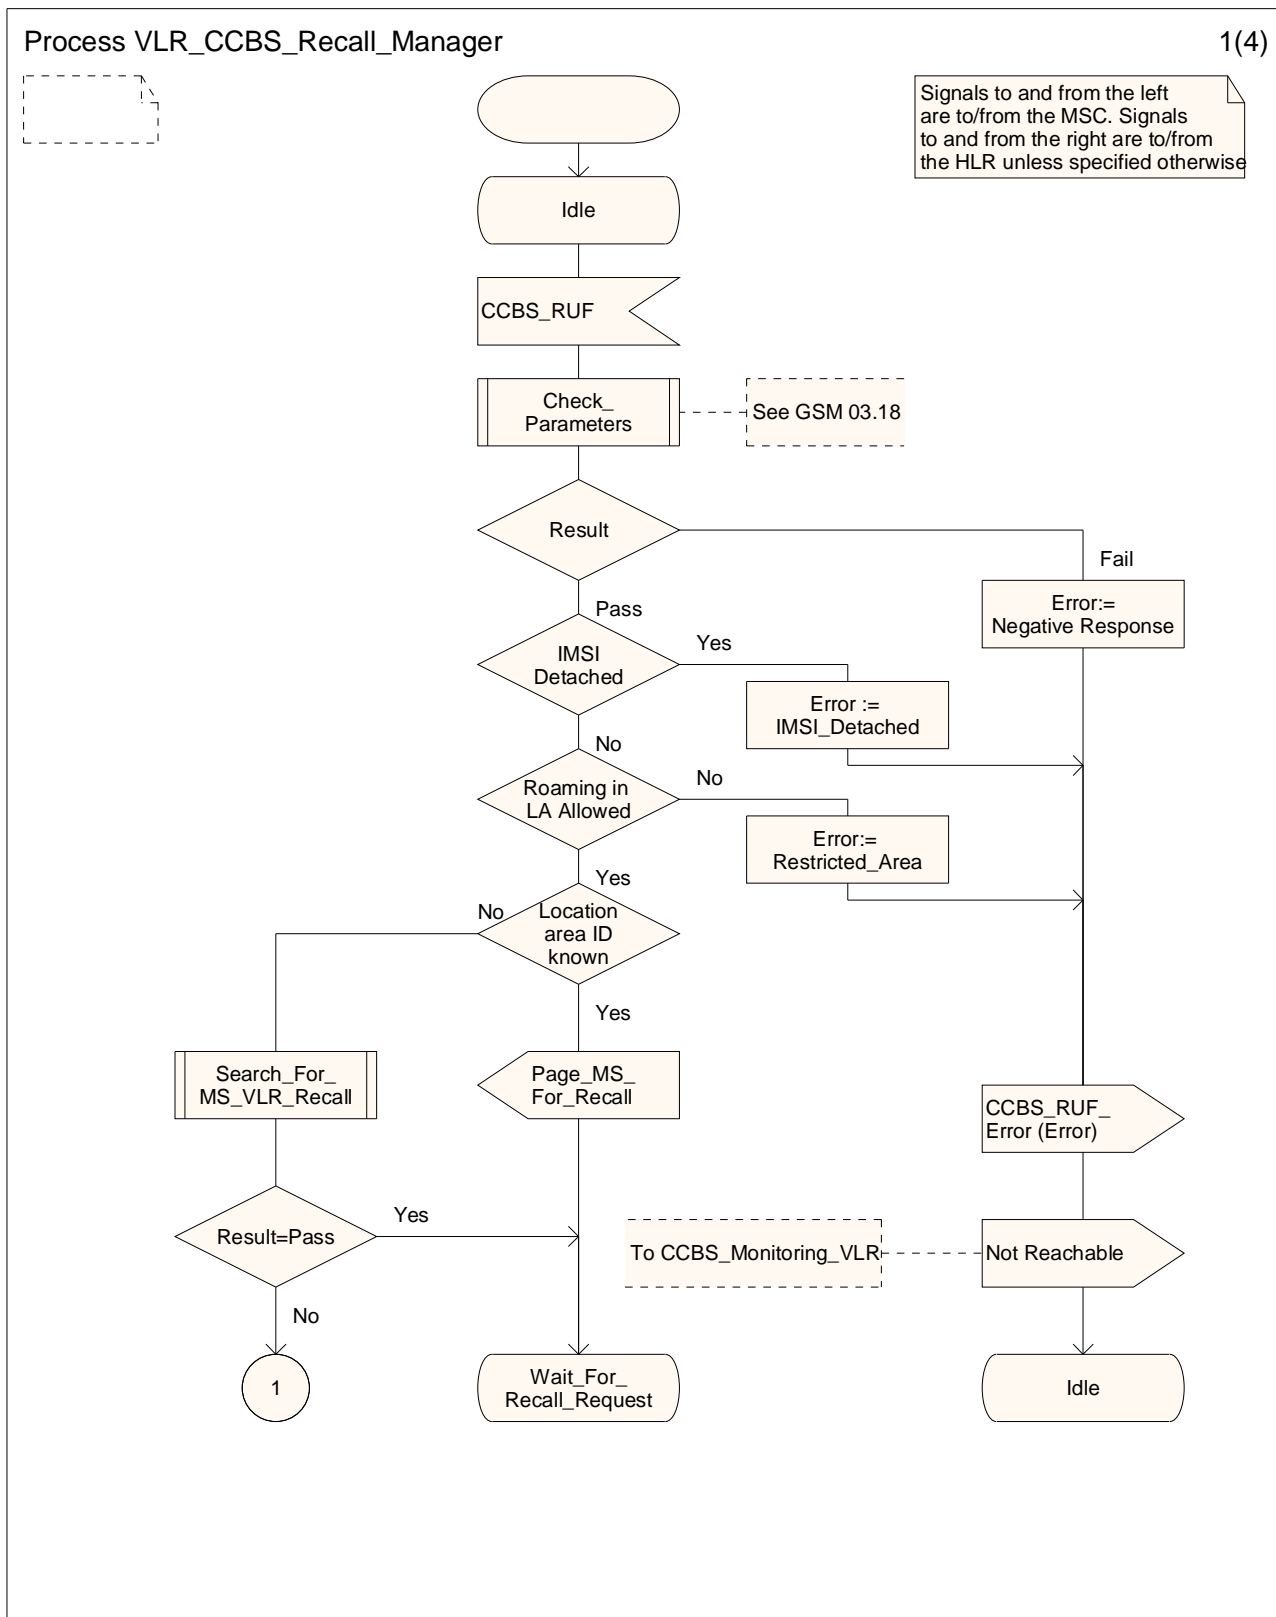 Process VLR_CCBS_Recall_Manager
1(4)
Signals to and from the left
are to/from the MSC. Signals
to and from the right are to/from
the HLR unless specified otherwise
Idle
CCBS_RUF
Check_
Parameters
See GSM 03.18
Result
Fail
Error:=
Negative Response
Pass
IMSI
Detached
Yes
Error :=
IMSI_Detached
No
Roaming in
LA Allowed
No
Error:=
Restricted_Area
Yes
Location
area ID
known
No
Yes
Search_For_
MS_VLR_Recall
Page_MS_
For_Recall
CCBS_RUF_
Error (Error)
Result=Pass
Yes
To CCBS_Monitoring_VLR
Not Reachable
No
1
Wait_For_
Recall_Request
Idle